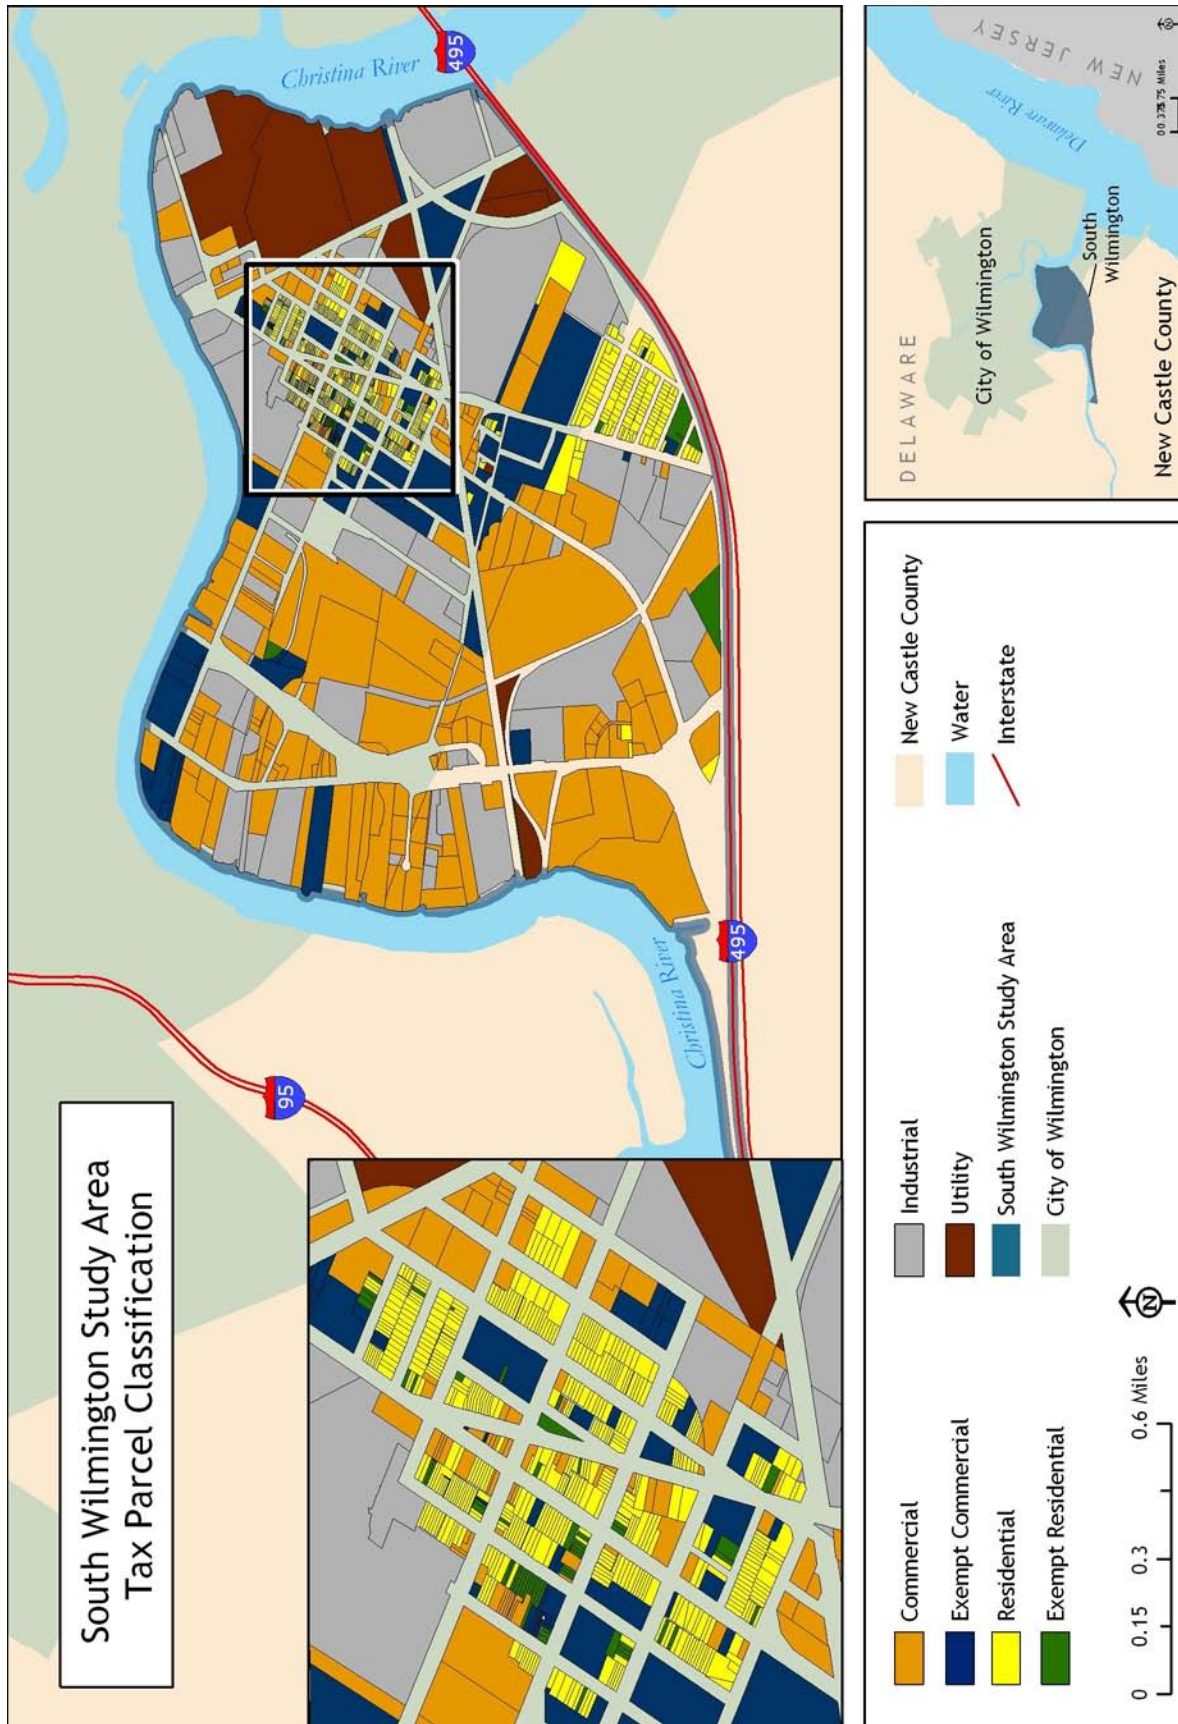 South Wilmington Study Area
Tax Parcel Classification
95
Christina River
495
Christina River
495
Commercial
Exempt Commercial
Residential
Exempt Residential
Industrial
Utility
South Wilmington Study Area
City of Wilmington
New Castle County
Water
Interstate
0 0.15 0.3 0.6 Miles
N
DELAWARE
City of Wilmington
South
Wilmington
New Castle County
Delaware River
NEW JERSEY
Miles
N